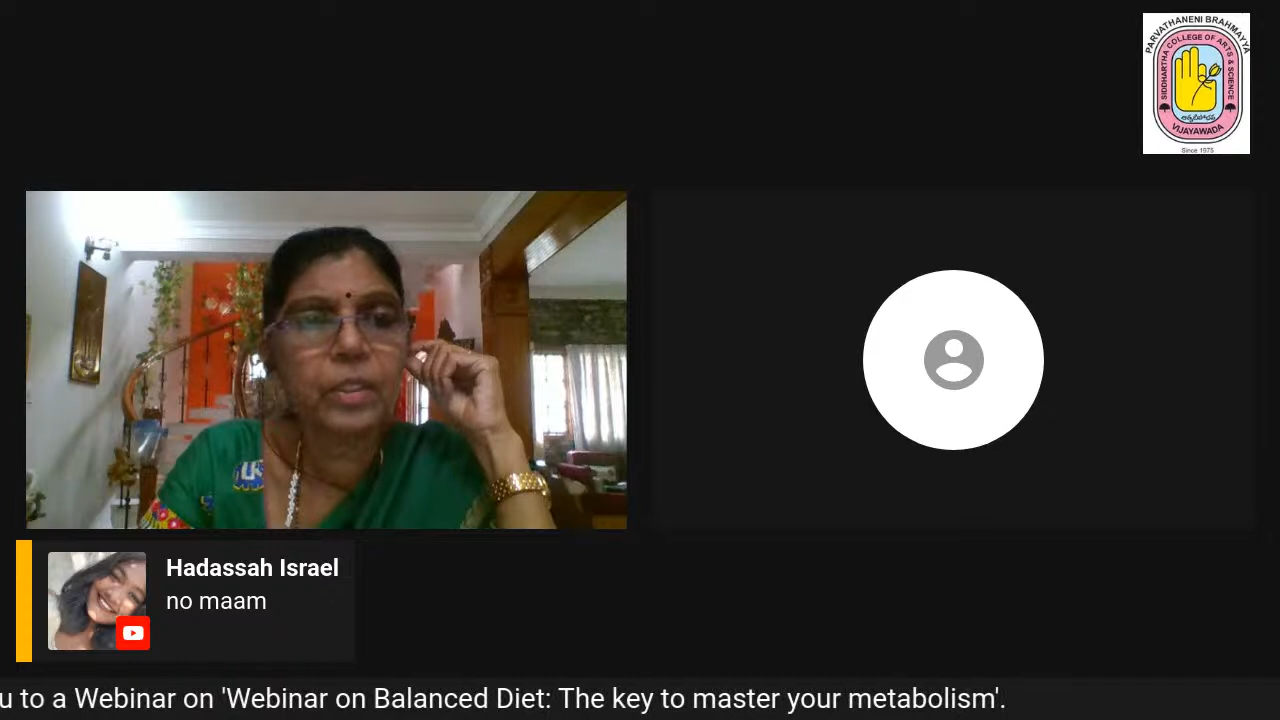 PARVATHANENI BRAHMAYYA
SIDDHARTHA COLLEGE OF ARTS & SCIENCE
VIJAYAWADA
Since 1975
Hadassah Israel
no maam
u to a Webinar on 'Webinar on Balanced Diet: The key to master your metabolism'.